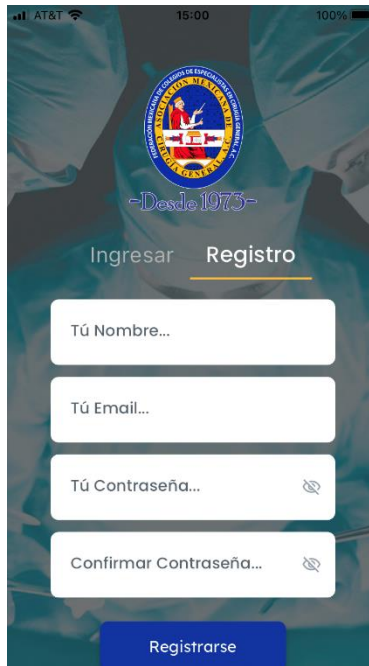 AT&T 15:00 100%
FEDERACIÓN MEXICANA DE COLEGIOS DE ESPECIALISTAS EN CIRUGÍA GENERAL, A.C.
ASOCIACIÓN MEXICANA DE
CIRUGÍA GENERAL, A.C.
-Desde 1973-
Ingresar Registro
Tú Nombre...
Tú Email...
Tú Contraseña...
Confirmar Contraseña...
Registrarse